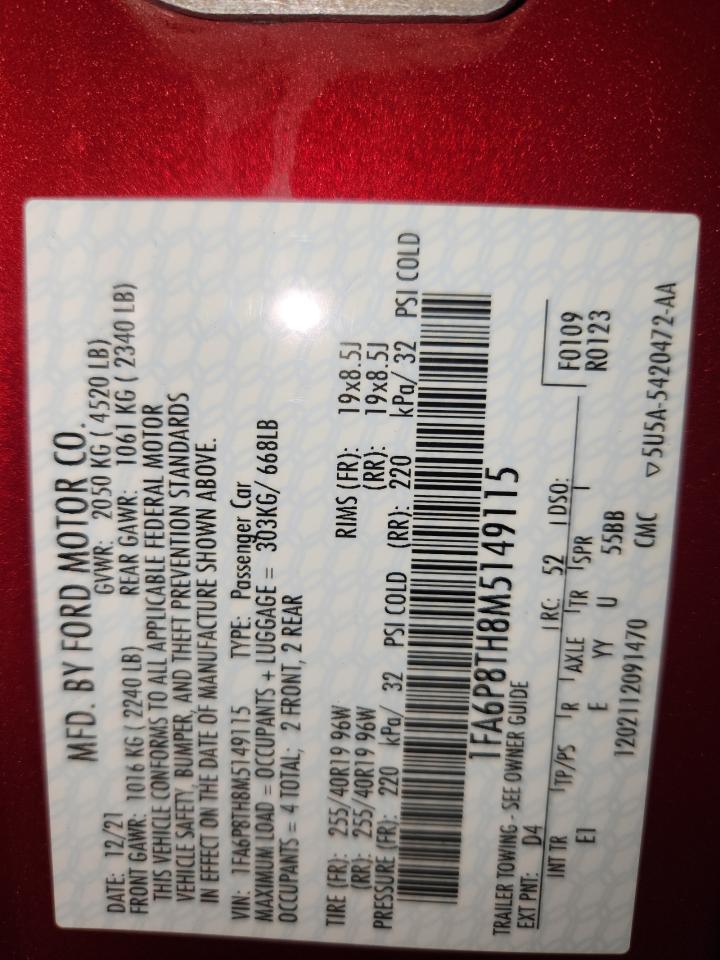 MFD. BY FORD MOTOR CO.
DATE: 12/21 GVWR: 2050 KG ( 4520 LB)
FRONT GAWR: 1016 KG ( 2240 LB) REAR GAWR: 1061 KG ( 2340 LB)
THIS VEHICLE CONFORMS TO ALL APPLICABLE FEDERAL MOTOR
VEHICLE SAFETY, BUMPER, AND THEFT PREVENTION STANDARDS
IN EFFECT ON THE DATE OF MANUFACTURE SHOWN ABOVE.
VIN: 1FA6P8TH8M5149115 TYPE: Passenger Car
MAXIMUM LOAD = OCCUPANTS + LUGGAGE = 303KG/ 668LB
OCCUPANTS = 4 TOTAL; 2 FRONT, 2 REAR
TIRE (FR): 255/40R19 96W RIMS (FR): 19x8.5J
(RR): 255/40R19 96W (RR): 19x8.5J
PRESSURE (FR): 220 kPa/ 32 PSI COLD (RR): 220 kPa/ 32 PSI COLD
1FA6P8TH8M5149115
TRAILER TOWING - SEE OWNER GUIDE
EXT PNT: D4 RC: 52 DSO: F0109
INT TR TP/PS R AXLE TR SPR R0123
EI E YY U 55BB
1202112091470 CMC ▽5U5A-5420472-AA